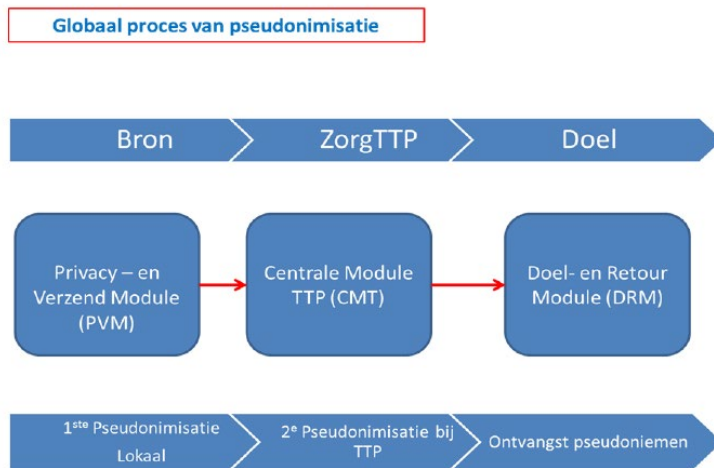 Globaal proces van pseudonimisatie
Bron
ZorgTTP
Doel
Privacy – en
Verzend Module
(PVM)
Centrale Module
TTP (CMT)
Doel- en Retour
Module (DRM)
1ste Pseudonimisatie
Lokaal
2e Pseudonimisatie bij
TTP
Ontvangst pseudoniemen